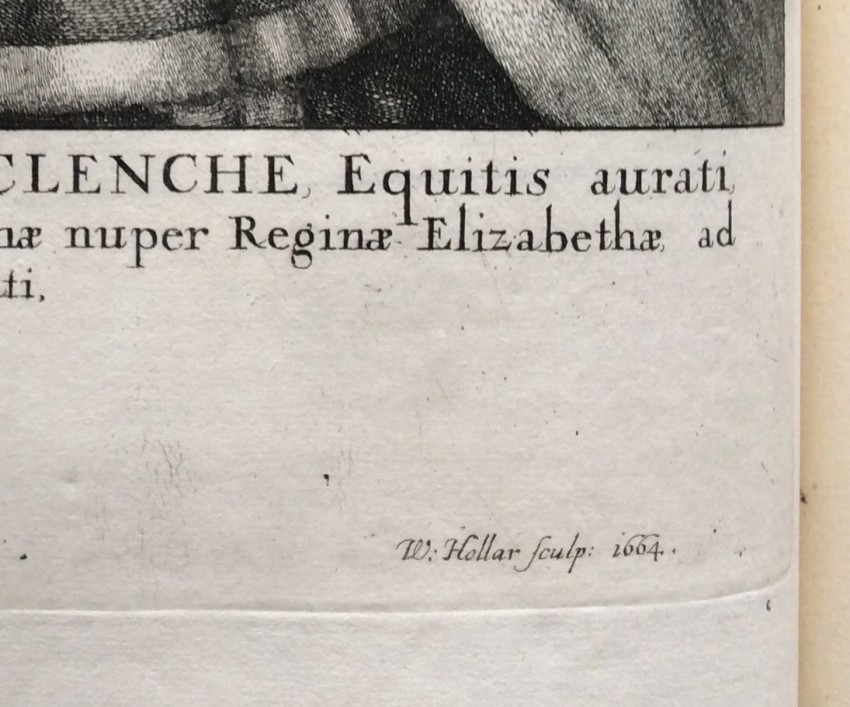 CLENCHE, Equitis aurati,
næ nuper Reginæ Elizabethæ, ad
ti,
W: Hollar sculp: 1664.